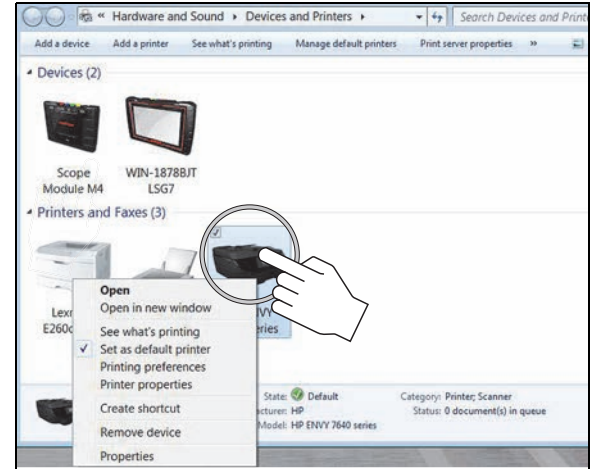 « Hardware and Sound ▸ Devices and Printers ▸ Search Devices and
Add a device Add a printer See what's printing Manage default printers Print server properties »
Devices (2)
Scope
Module M4
WIN-1878BJT
LSG7
Printers and Faxes (3)
Open
Open in new window
See what's printing
Set as default printer
Printing preferences
Printer properties
Create shortcut
Remove device
Properties
State: Default Category: Printer; Scanner
HP Status: 0 document(s) in queue
Model: HP ENVY 7640 series